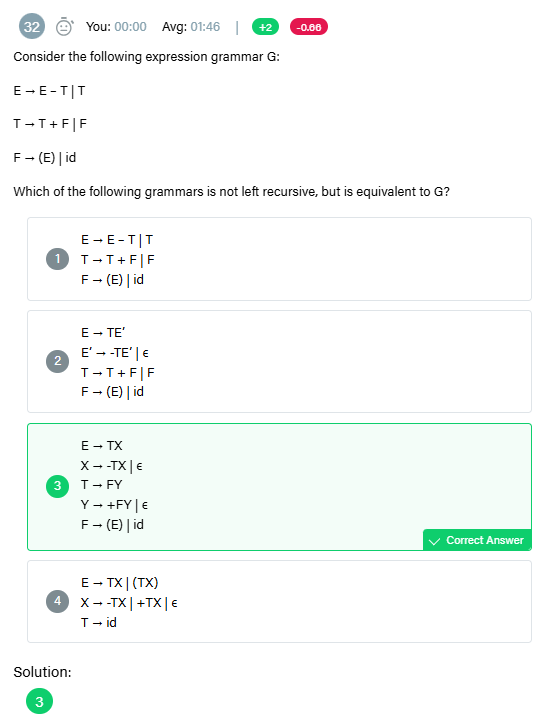 32 You: 00:00 Avg: 01:46 | +2 -0.66
Consider the following expression grammar G:
E → E – T | T
T → T + F | F
F → (E) | id
Which of the following grammars is not left recursive, but is equivalent to G?
E → E – T | T
1 T → T + F | F
F → (E) | id
E → TE′
E′ → -TE′ | ϵ
2
T → T + F | F
F → (E) | id
E → TX
X → -TX | ϵ
3 T → FY
Y → +FY | ϵ
F → (E) | id
Correct Answer
E → TX | (TX)
4 X → -TX | +TX | ϵ
T → id
Solution:
3